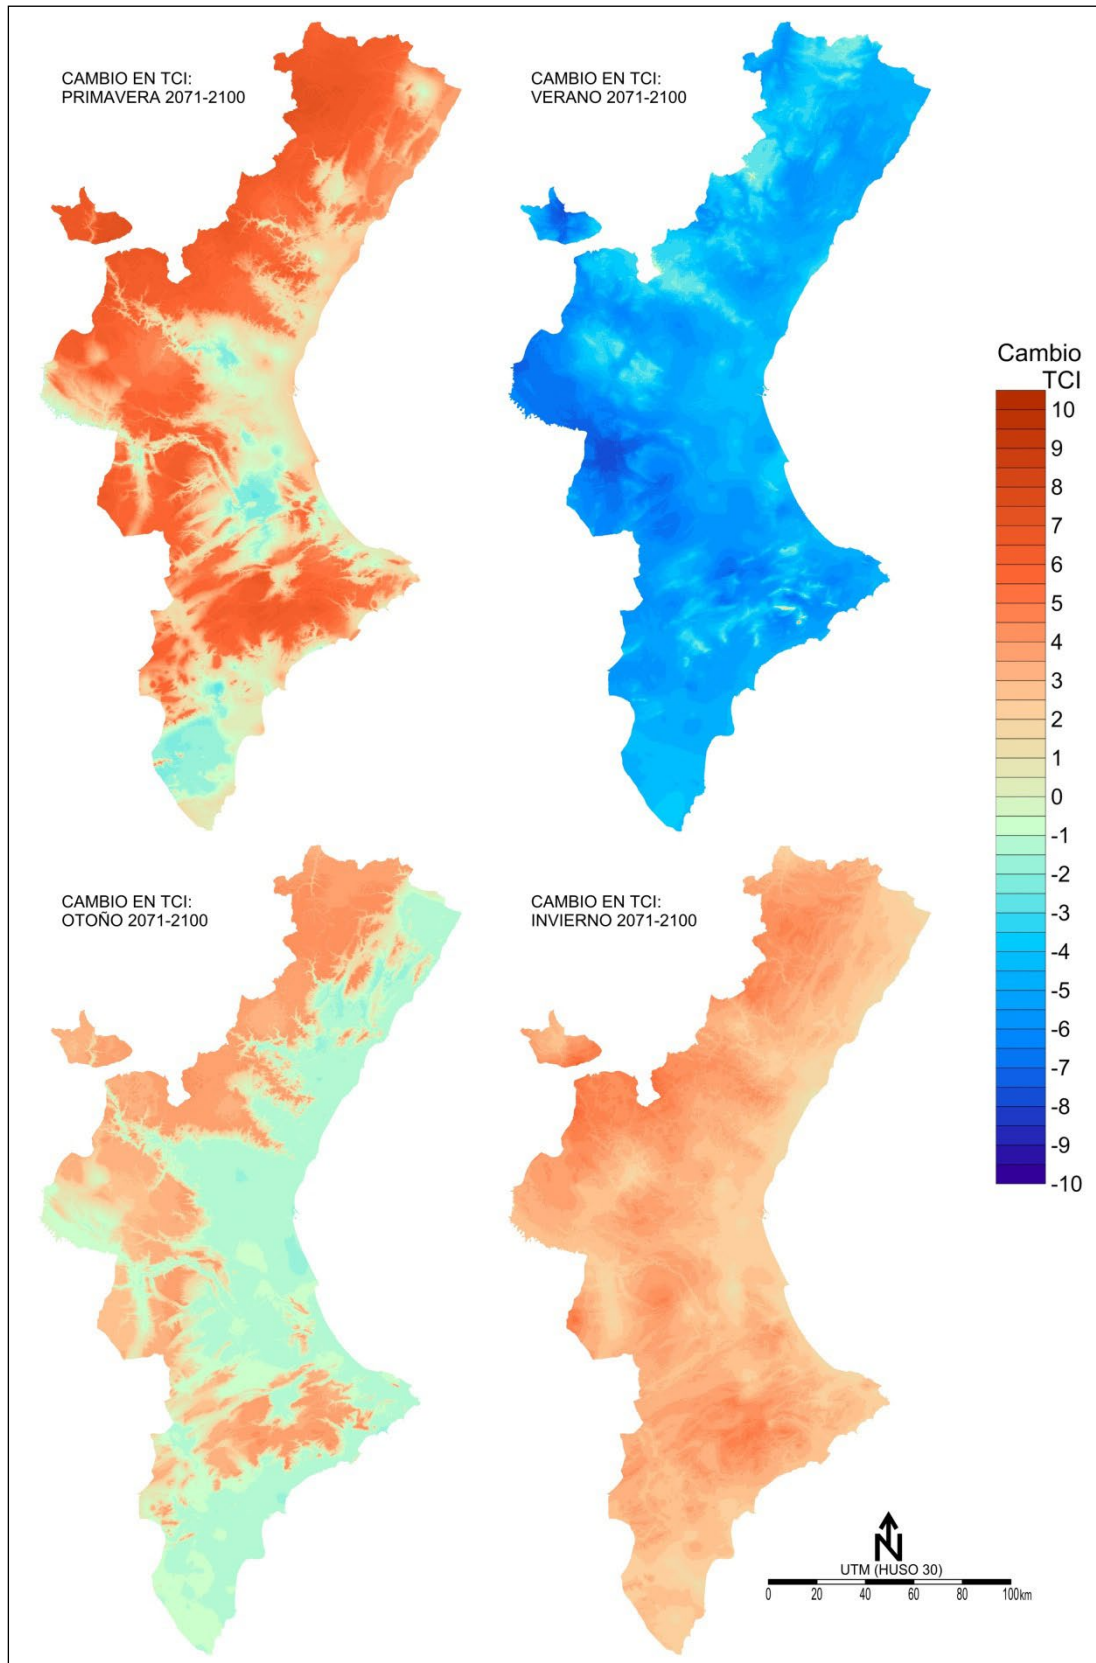 CAMBIO EN TCI:
PRIMAVERA 2071-2100
CAMBIO EN TCI:
VERANO 2071-2100
Cambio
TCI
10
9
8
7
6
5
4
3
2
1
0
-1
-2
-3
-4
-5
-6
-7
-8
-9
-10
CAMBIO EN TCI:
OTOÑO 2071-2100
CAMBIO EN TCI:
INVIERNO 2071-2100
N
UTM (HUSO 30)
0 20 40 60 80 100km